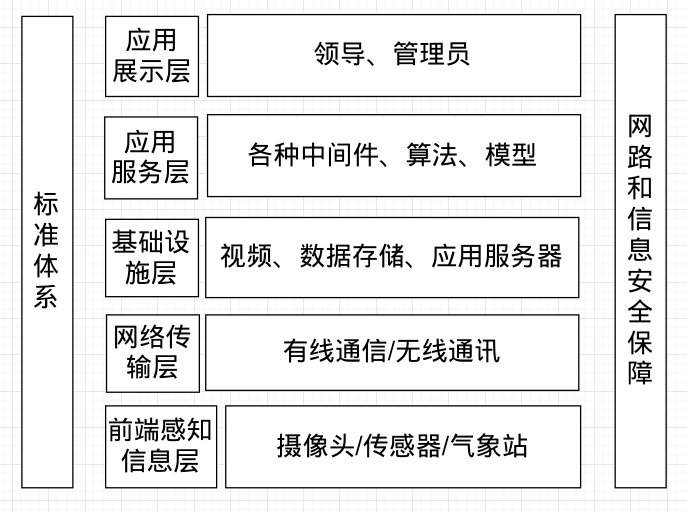 标准体系
应用
展示层
领导、管理员
应用
服务层
各种中间件、算法、模型
基础设
施层
视频、数据存储、应用服务器
网络传
输层
有线通信/无线通讯
前端感知
信息层
摄像头/传感器/气象站
网路和信息安全保障